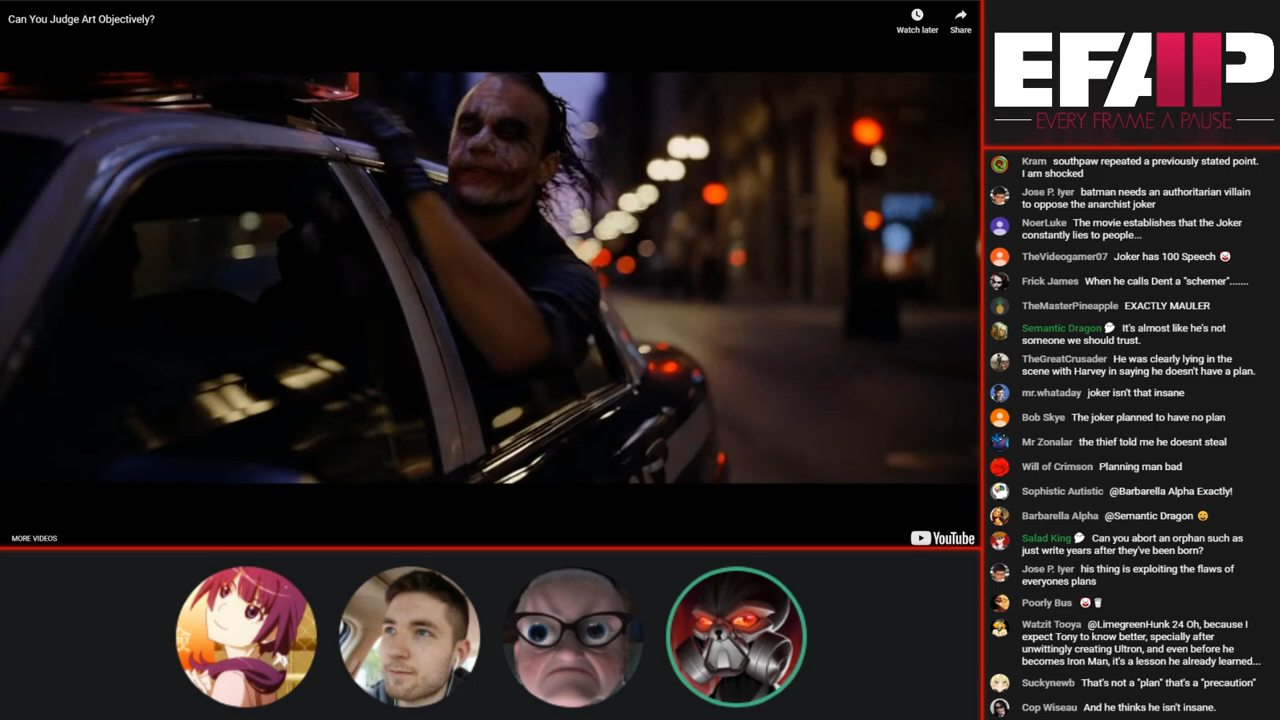 Can You Judge Art Objectively?
Watch later
Share
MORE VIDEOS
YouTube
EFAP
EVERY FRAME A PAUSE
Kram southpaw repeated a previously stated point.
I am shocked
Jose P. Iyer batman needs an authoritarian villain
to oppose the anarchist joker
NoerLuke The movie establishes that the Joker
constantly lies to people...
TheVideogamer07 Joker has 100 Speech 🤡
Frick James When he calls Dent a "schemer".......
TheMasterPineapple EXACTLY MAULER
Semantic Dragon It's almost like he's not
someone we should trust.
TheGreatCrusader He was clearly lying in the
scene with Harvey in saying he doesn't have a plan.
mr.whataday joker isn't that insane
Bob Skye The joker planned to have no plan
Mr Zonalar the thief told me he doesnt steal
Will of Crimson Planning man bad
Sophistic Autistic @Barbarella Alpha Exactly!
Barbarella Alpha @Semantic Dragon 😄
Salad King Can you abort an orphan such as
just write years after they've been born?
Jose P. Iyer his thing is exploiting the flaws of
everyones plans
Poorly Bus 🤡🥛
Watzit Tooya @LimegreenHunk 24 Oh, because I
expect Tony to know better, specially after
unwittingly creating Ultron, and even before he
becomes Iron Man, it's a lesson he already learned...
Suckynewb That's not a "plan" that's a "precaution"
Cop Wiseau And he thinks he isn't insane.